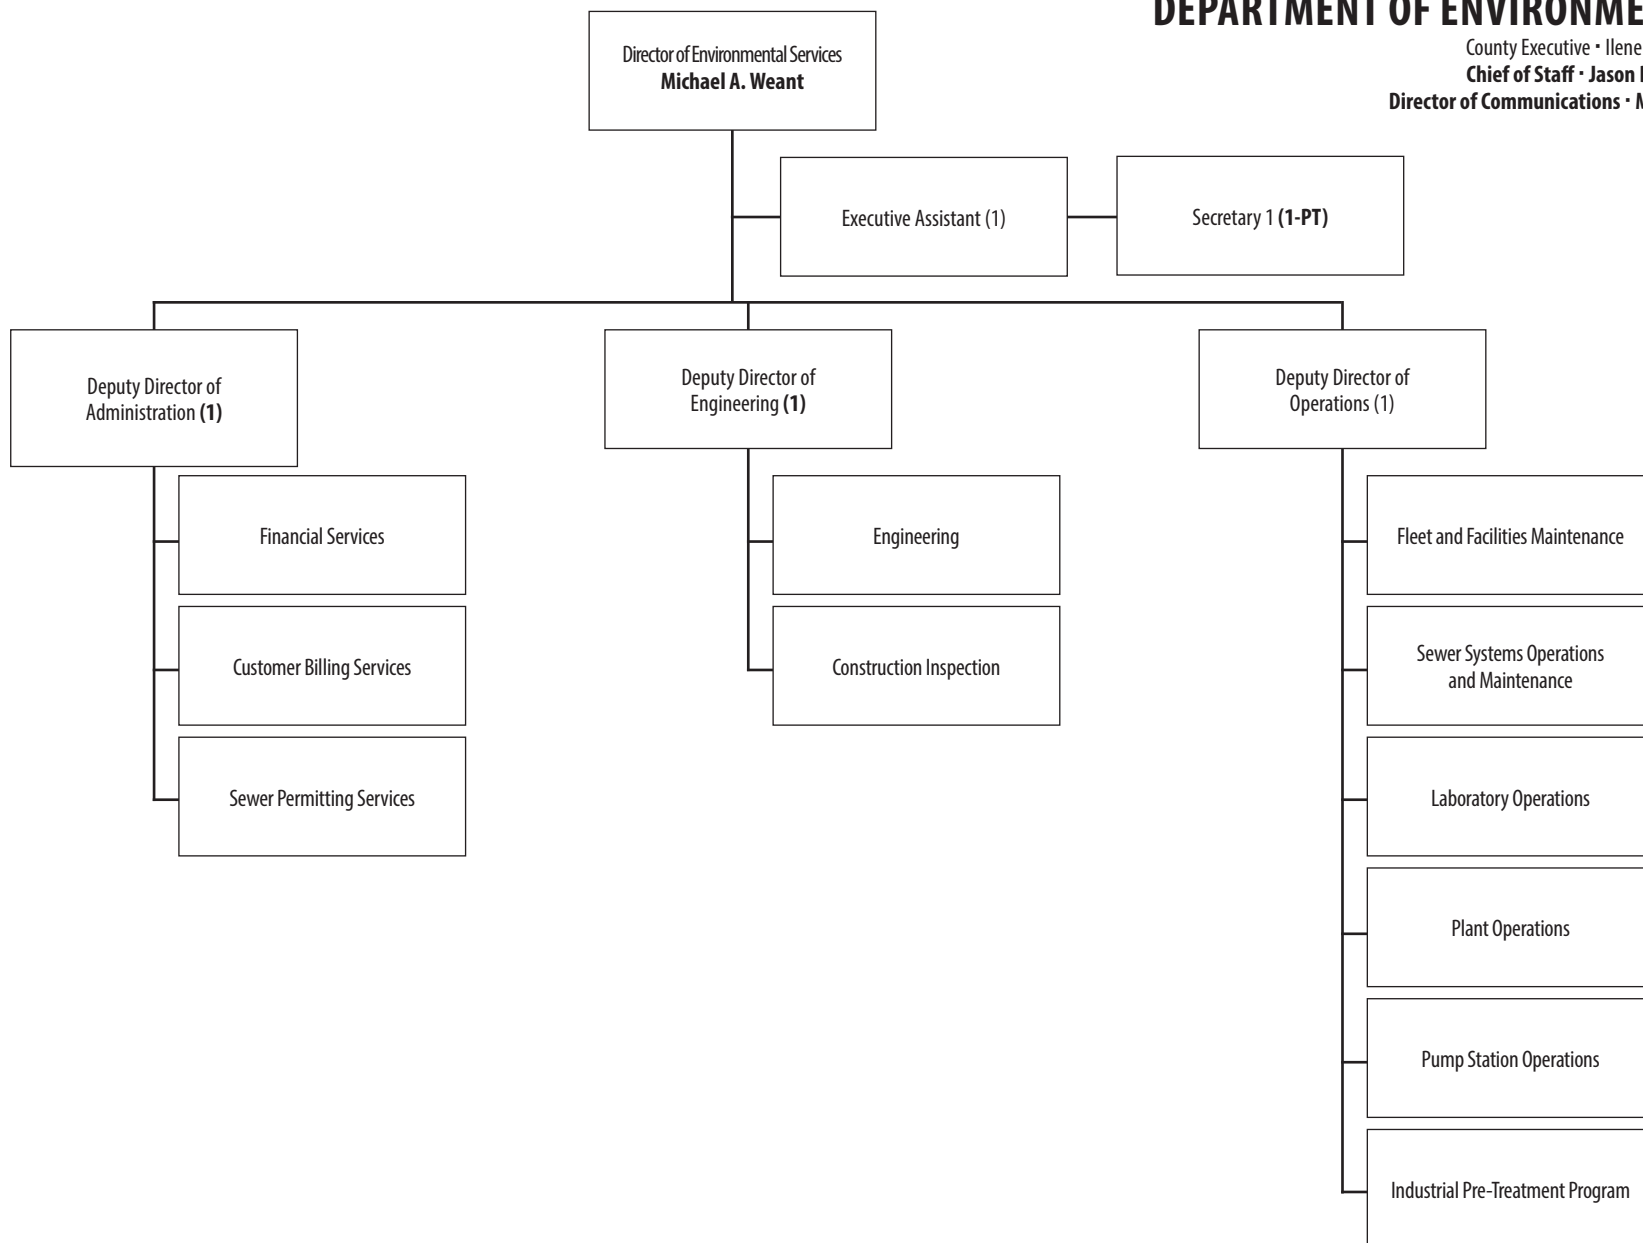 DEPARTMENT OF
County Executive · Ilene
Chief of Staff · Jason
Director of Communications ·
Director of Environmental Services
Michael A. Weant
Executive Assistant (1)
Secretary 1 (1-PT)
Deputy Director of
Administration (1)
Deputy Director of
Engineering (1)
Deputy Director of
Operations (1)
Financial Services
Customer Billing Services
Sewer Permitting Services
Engineering
Construction Inspection
Fleet and Facilities Maintenance
Sewer Systems Operations
and Maintenance
Laboratory Operations
Plant Operations
Pump Station Operations
Industrial Pre-Treatment Program